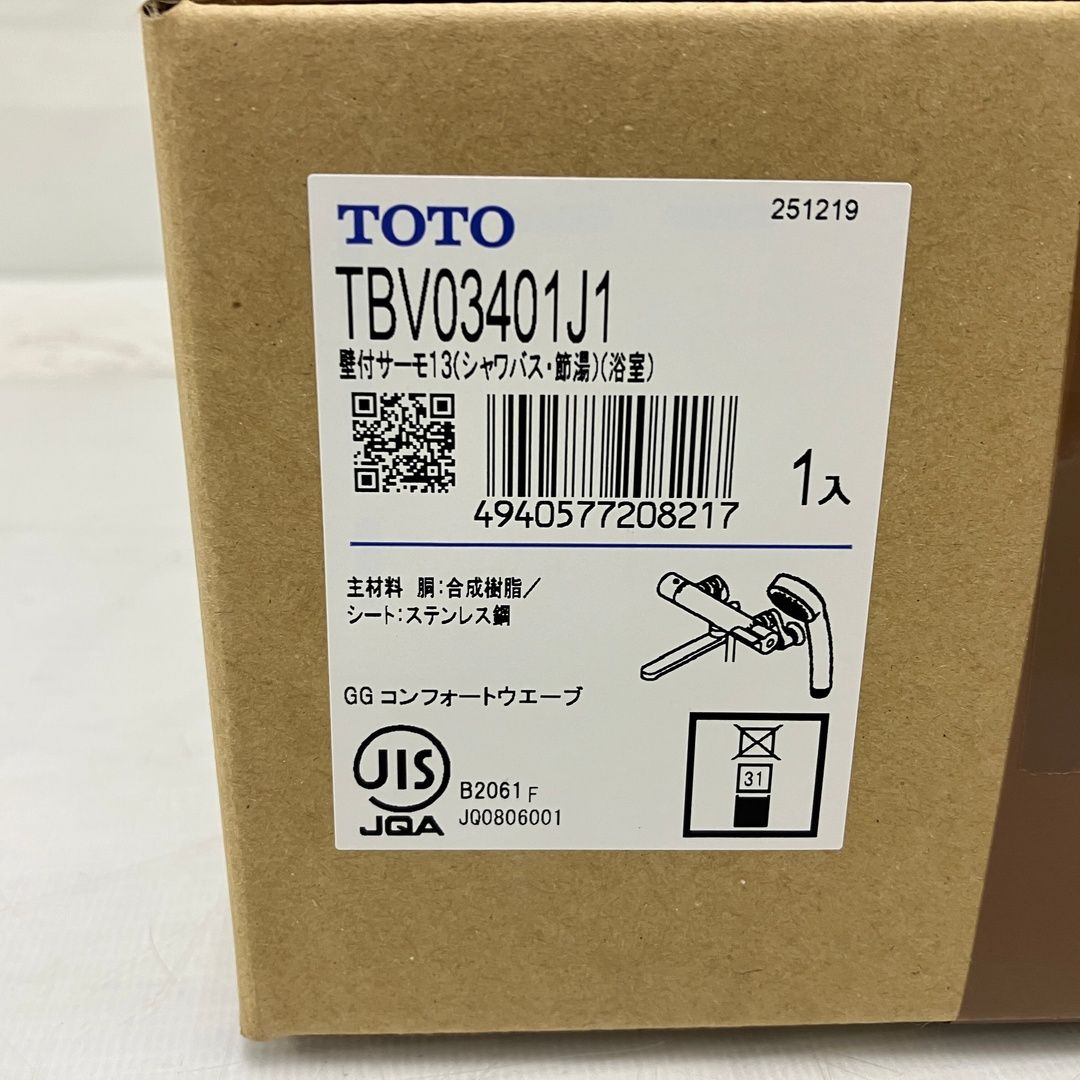 TOTO
251219
TBV03401J1
壁付サーモ13(シャワバス・節湯)(浴室)
4940577208217
1入
主材料 胴:合成樹脂/
シート:ステンレス鋼
GG コンフォートウエーブ
JIS
JQA
B2061 F
JQ0806001
31